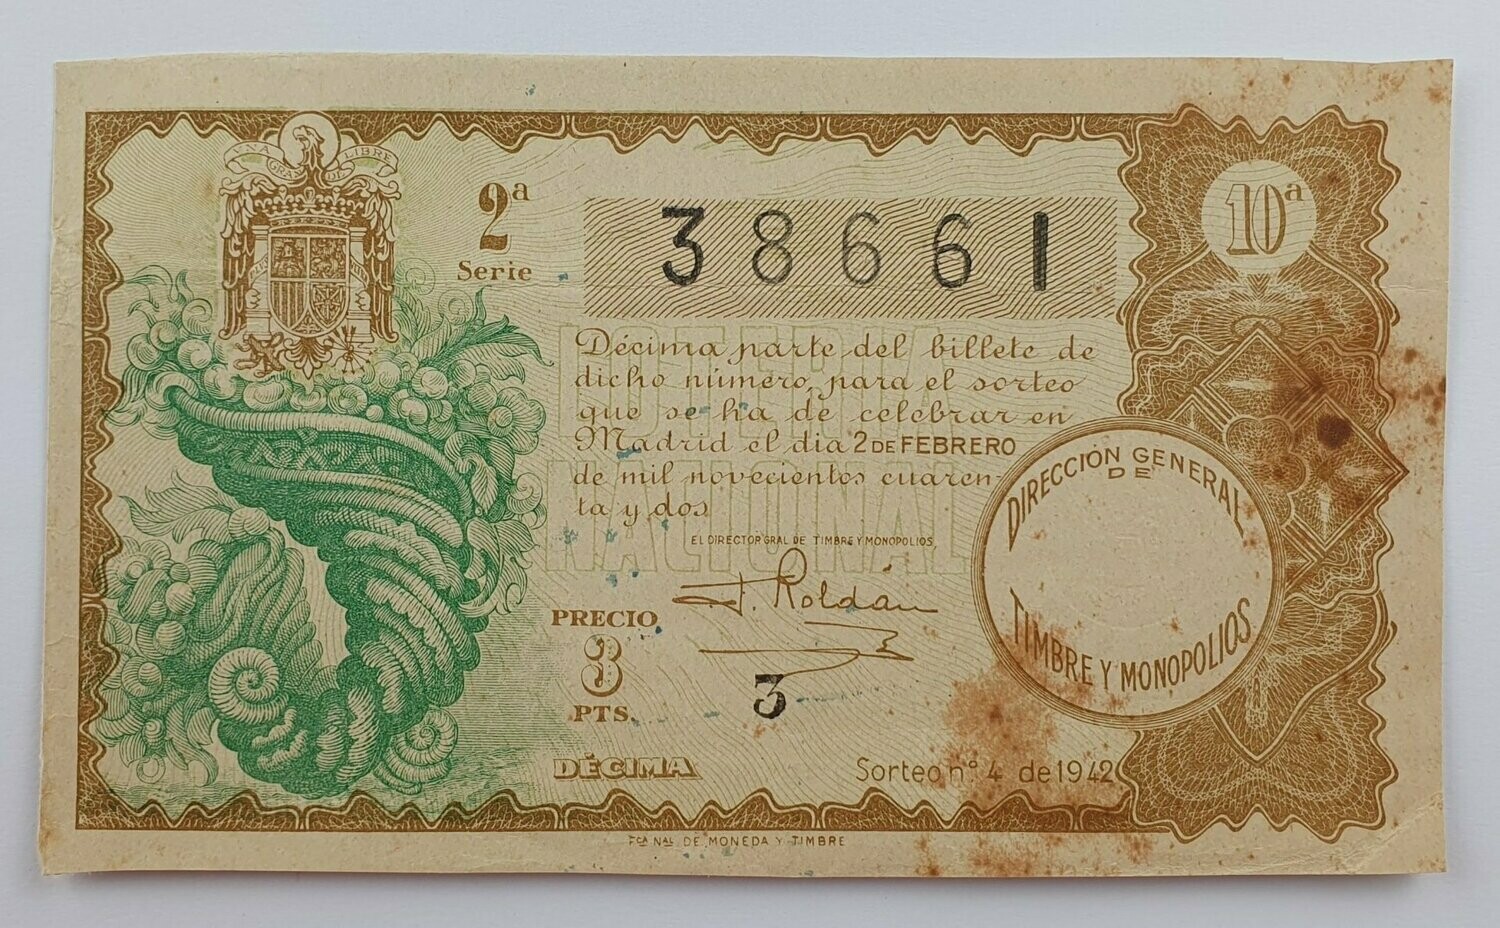 UNA GRANDE LIBRE
2ª
Serie
38661
10ª
LOTERIA
NACIONAL
Décima parte del billete de
dicho número, para el sorteo
que se ha de celebrar en
Madrid el dia 2 DE FEBRERO
de mil novecientos cuaren-
ta y dos
EL DIRECTOR GRAL DE TIMBRE Y MONOPOLIOS,
F. Roldán
DIRECCIÓN GENERAL
DE
TIMBRE Y MONOPOLIOS
PRECIO
3
PTS.
3
DÉCIMA
Sorteo nº 4 de 1942
FCA NAL DE MONEDA Y TIMBRE